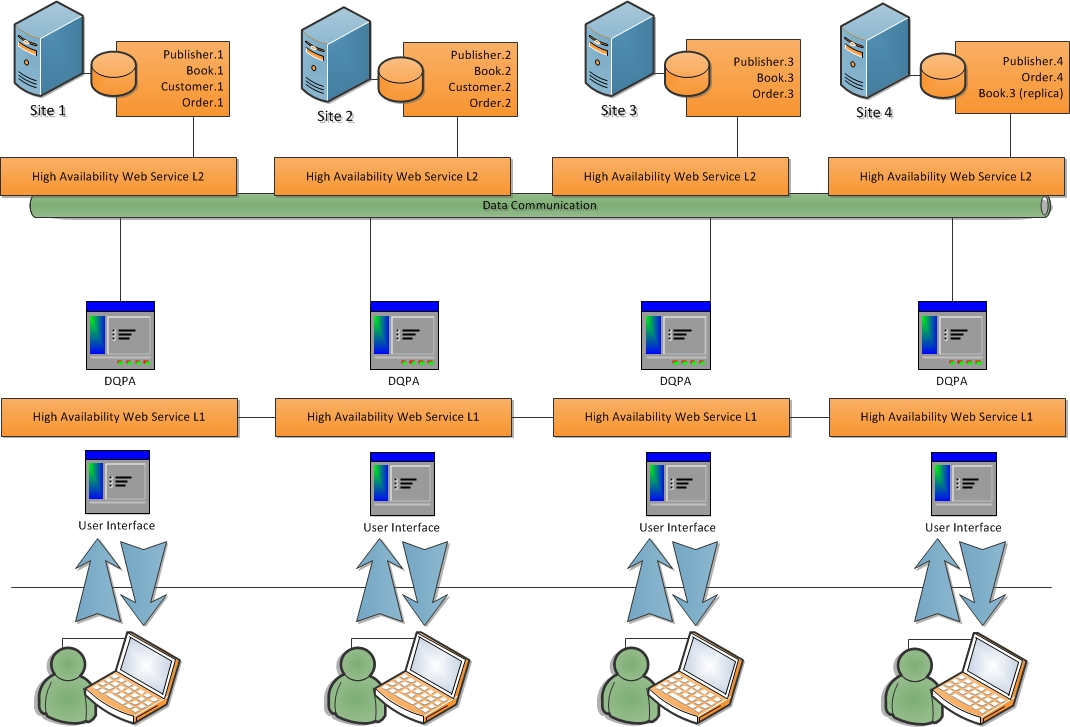 Publisher.1
Book.1
Customer.1
Order.1
Site 1
Publisher.2
Book.2
Customer.2
Order.2
Site 2
Publisher.3
Book.3
Order.3
Site 3
Publisher.4
Order.4
Book.3 (replica)
Site 4
High Availability Web Service L2
High Availability Web Service L2
High Availability Web Service L2
High Availability Web Service L2
Data Communication
DQPA
DQPA
DQPA
DQPA
High Availability Web Service L1
High Availability Web Service L1
High Availability Web Service L1
High Availability Web Service L1
User Interface
User Interface
User Interface
User Interface